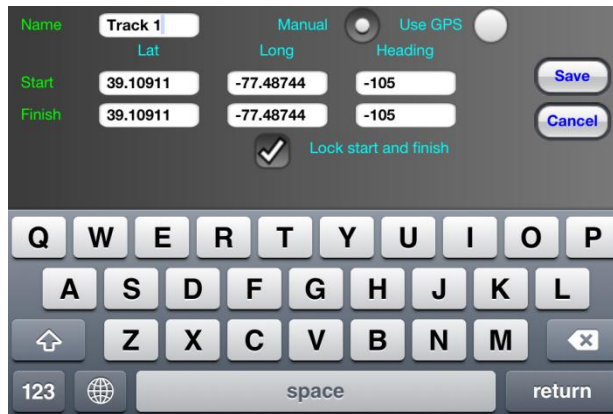 Name Track 1 Manual Use GPS
Lat Long Heading
Start 39.10911 -77.48744 -105 Save
Finish 39.10911 -77.48744 -105 Cancel
Lock start and finish
Q W E R T Y U I O P
A S D F G H J K L
Z X C V B N M
123 space return